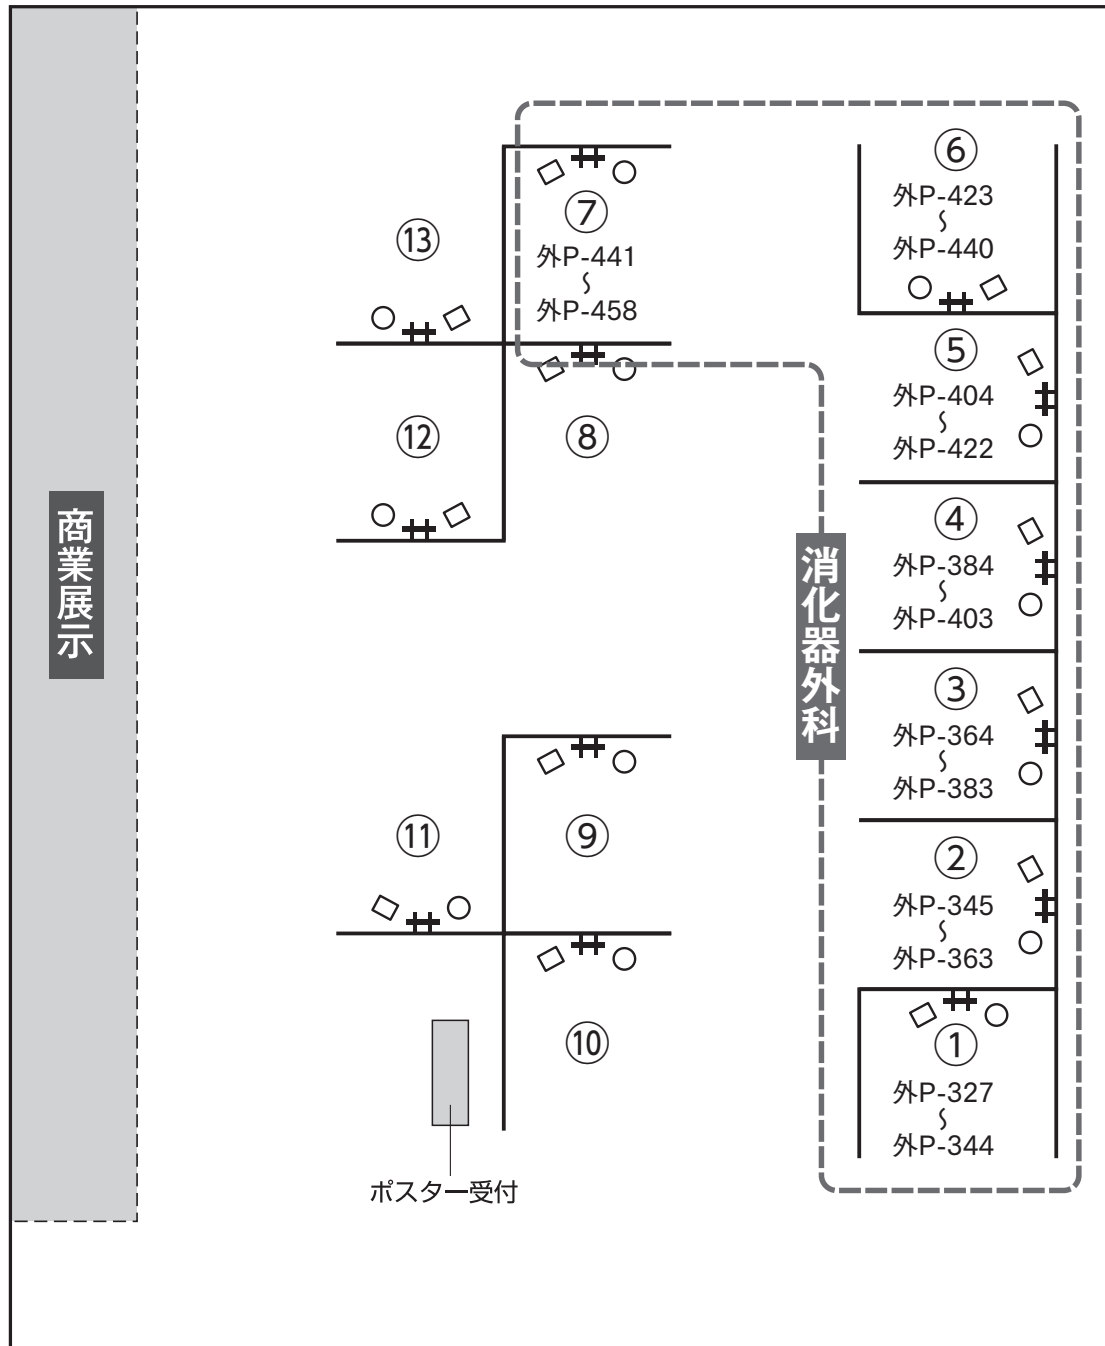 ⑥
外P-423
〜
外P-440
⑦
外P-441
〜
外P-458
⑬
⑤
外P-404
〜
外P-422
⑫
⑧
④
外P-384
〜
外P-403
商業展示
消化器外科
③
外P-364
〜
外P-383
⑪
⑨
②
外P-345
〜
外P-363
⑩
①
外P-327
〜
外P-344
ポスター受付